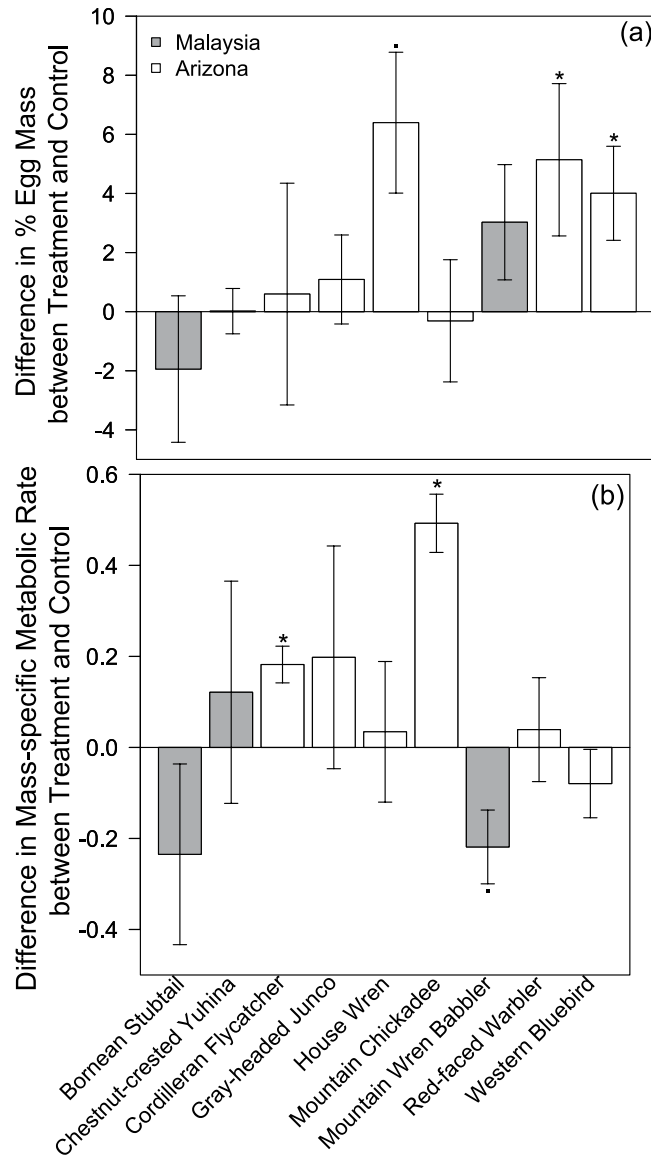 10
8
6
4
2
0
-2
-4
Difference in % Egg Mass
between Treatment and Control
Malaysia
Arizona
(a)
*
*
0.6
0.4
0.2
0.0
-0.2
-0.4
Difference in Mass-specific Metabolic Rate
between Treatment and Control
(b)
*
*
Bornean Stubtail
Chestnut-crested Yuhina
Cordilleran Flycatcher
Gray-headed Junco
House Wren
Mountain Chickadee
Mountain Wren Babbler
Red-faced Warbler
Western Bluebird